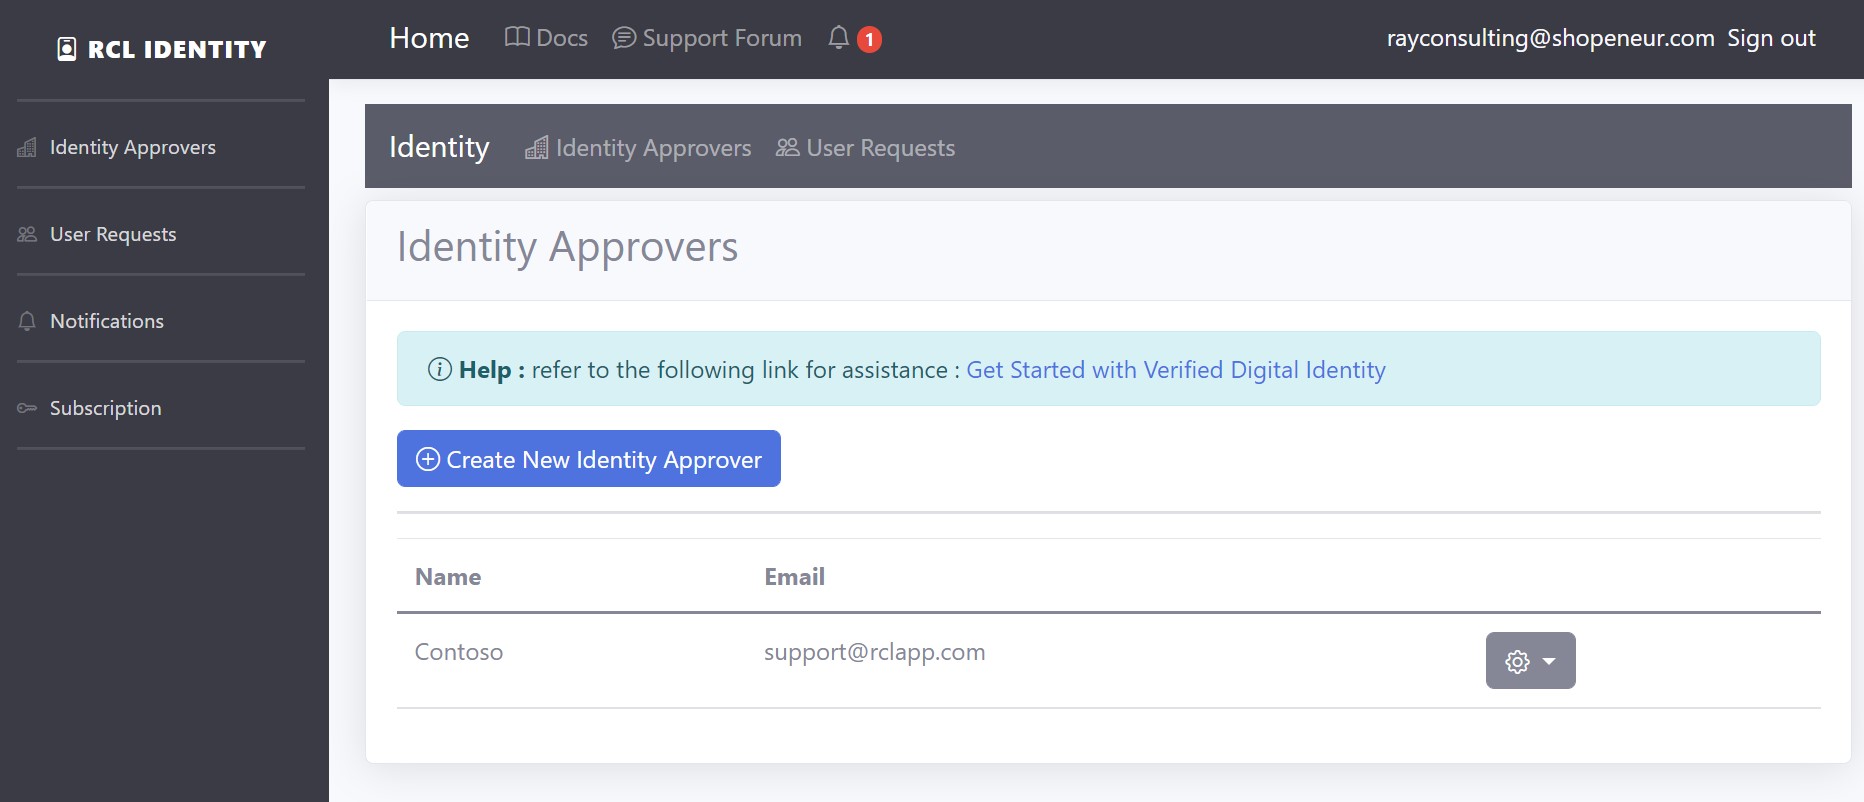 RCL IDENTITY
Identity Approvers
User Requests
Notifications
Subscription
Home Docs Support Forum 1 rayconsulting@shopeneur.com Sign out
Identity Identity Approvers User Requests
Identity Approvers
Help : refer to the following link for assistance : Get Started with Verified Digital Identity
Create New Identity Approver
Name Email
Contoso support@rclapp.com